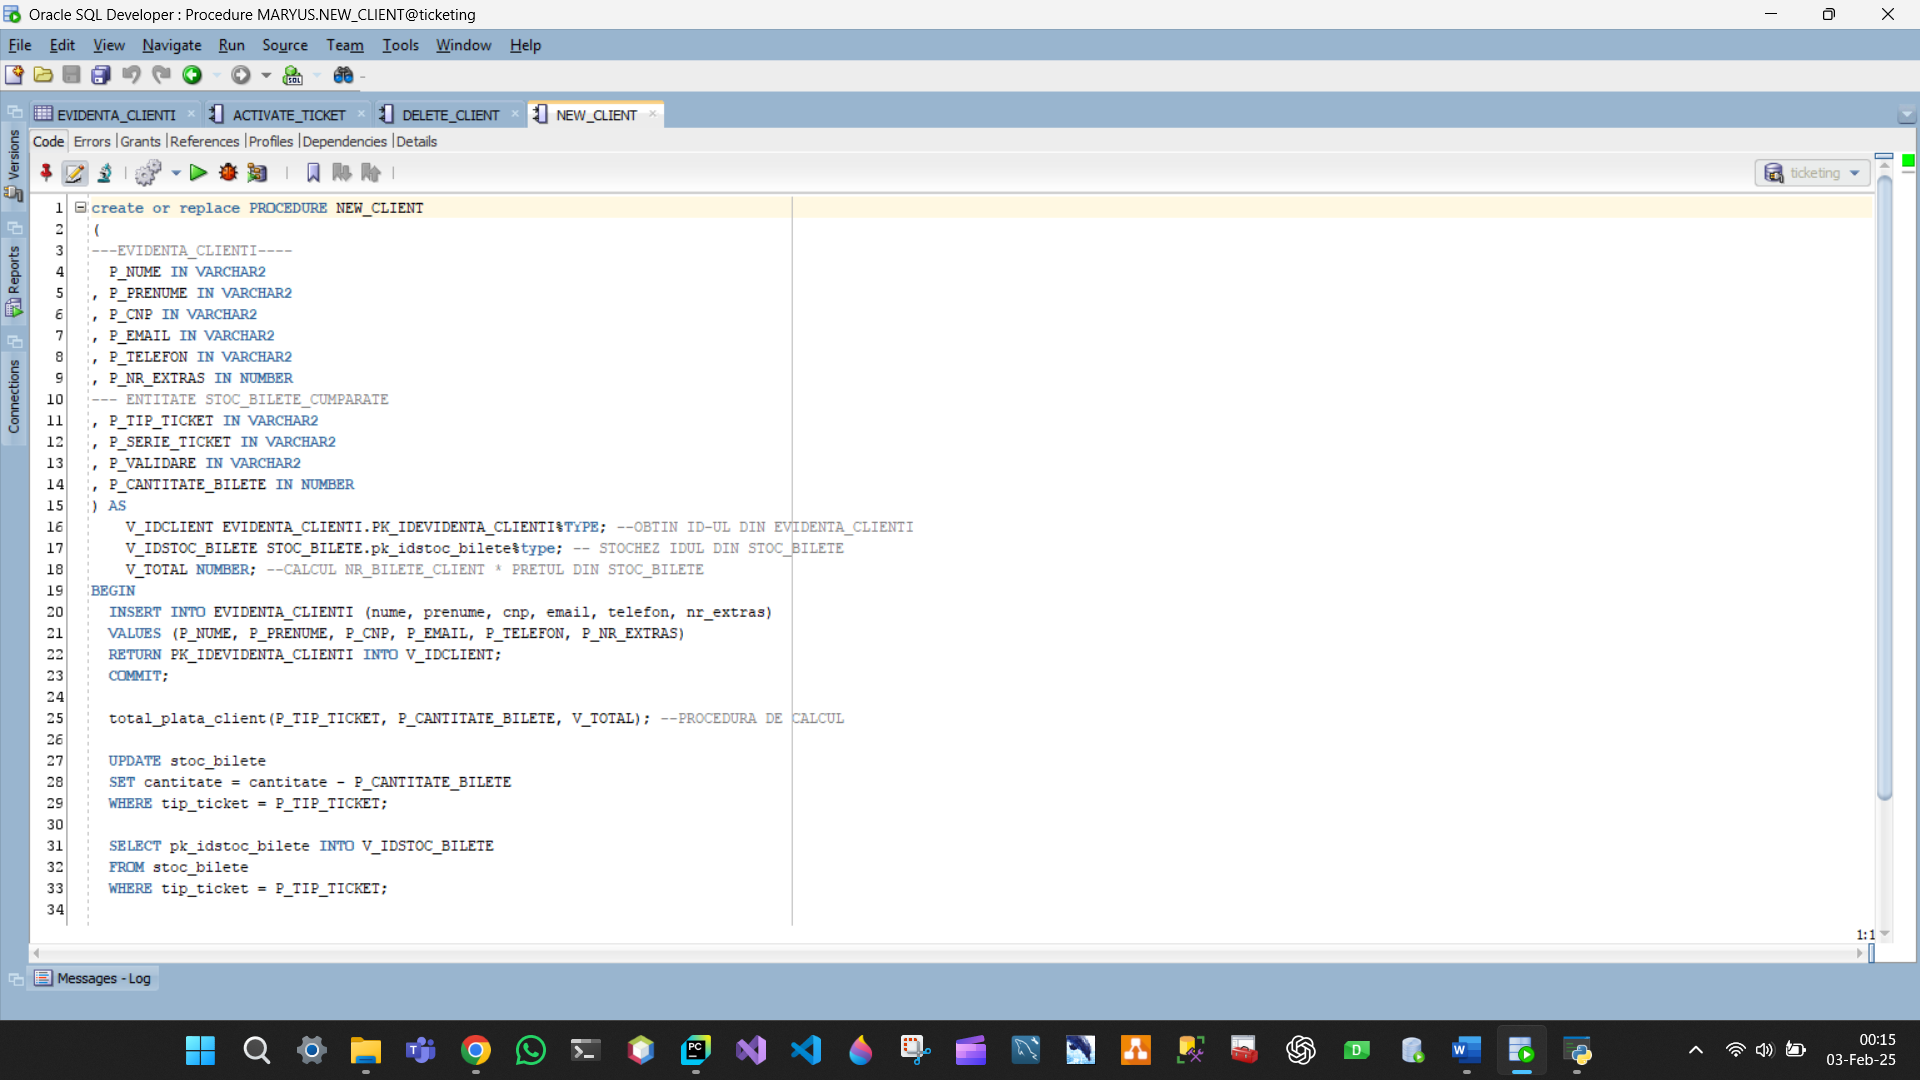 Oracle SQL Developer : Procedure MARYUS.NEW_CLIENT@ticketing
File Edit View Navigate Run Source Team Tools Window Help
EVIDENTA_CLIENTI ACTIVATE_TICKET DELETE_CLIENT NEW_CLIENT
Code Errors |Grants |References |Profiles |Dependencies |Details
ticketing
Versions
Reports
Connections
1 create or replace PROCEDURE NEW_CLIENT
2 (
3 ---EVIDENTA_CLIENTI----
4 P_NUME IN VARCHAR2
5 , P_PRENUME IN VARCHAR2
6 , P_CNP IN VARCHAR2
7 , P_EMAIL IN VARCHAR2
8 , P_TELEFON IN VARCHAR2
9 , P_NR_EXTRAS IN NUMBER
10 --- ENTITATE STOC_BILETE_CUMPARATE
11 , P_TIP_TICKET IN VARCHAR2
12 , P_SERIE_TICKET IN VARCHAR2
13 , P_VALIDARE IN VARCHAR2
14 , P_CANTITATE_BILETE IN NUMBER
15 ) AS
16 V_IDCLIENT EVIDENTA_CLIENTI.PK_IDEVIDENTA_CLIENTI%TYPE; --OBTIN ID-UL DIN EVIDENTA_CLIENTI
17 V_IDSTOC_BILETE STOC_BILETE.pk_idstoc_bilete%type; -- STOCHEZ IDUL DIN STOC_BILETE
18 V_TOTAL NUMBER; --CALCUL NR_BILETE_CLIENT * PRETUL DIN STOC_BILETE
19 BEGIN
20 INSERT INTO EVIDENTA_CLIENTI (nume, prenume, cnp, email, telefon, nr_extras)
21 VALUES (P_NUME, P_PRENUME, P_CNP, P_EMAIL, P_TELEFON, P_NR_EXTRAS)
22 RETURN PK_IDEVIDENTA_CLIENTI INTO V_IDCLIENT;
23 COMMIT;
24
25 total_plata_client(P_TIP_TICKET, P_CANTITATE_BILETE, V_TOTAL); --PROCEDURA DE CALCUL
26
27 UPDATE stoc_bilete
28 SET cantitate = cantitate - P_CANTITATE_BILETE
29 WHERE tip_ticket = P_TIP_TICKET;
30
31 SELECT pk_idstoc_bilete INTO V_IDSTOC_BILETE
32 FROM stoc_bilete
33 WHERE tip_ticket = P_TIP_TICKET;
34
1:1
Messages - Log
00:15
03-Feb-25